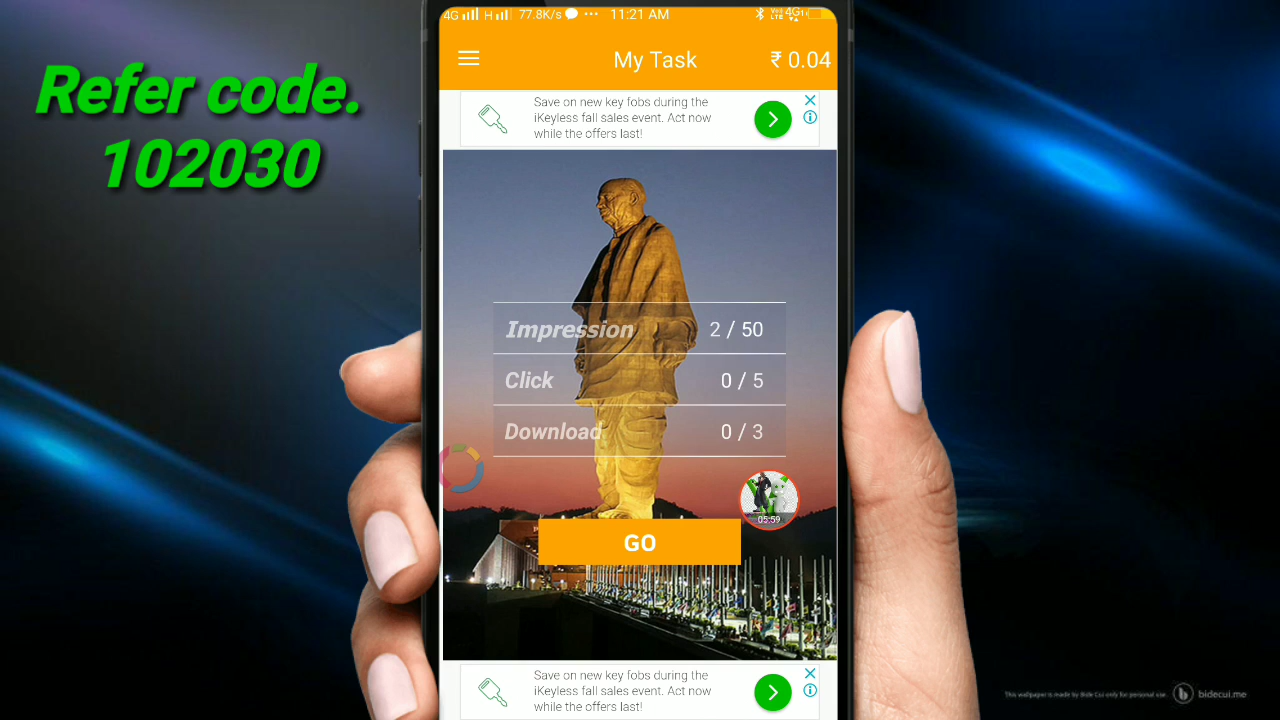 Refer code.
102030
4G H 77.8K/s 11:21 AM 4G
My Task ₹ 0.04
Save on new key fobs during the
iKeyless fall sales event. Act now
while the offers last!
Impression 2 / 50
Click 0 / 5
Download 0 / 3
05:59
GO
Save on new key fobs during the
iKeyless fall sales event. Act now
while the offers last!
This wallpaper is made by Bide Cui only for personal use. bidecui.me